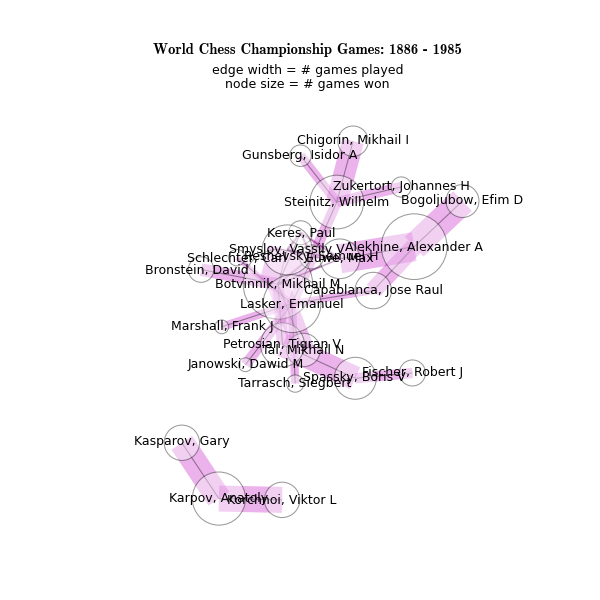 World Chess Championship Games: 1886 - 1985
edge width = # games played
node size = # games won
Chigorin, Mikhail I
Gunsberg, Isidor A
Zukertort, Johannes H
Steinitz, Wilhelm
Bogoljubow, Efim D
Keres, Paul
Alekhine, Alexander A
Smyslov, Vassily V
Reshevsky, Samuel H
Schlechter, Carl
Euwe, Max
Bronstein, David I
Botvinnik, Mikhail M
Capablanca, Jose Raul
Lasker, Emanuel
Marshall, Frank J
Petrosian, Tigran V
Tal, Mikhail N
Janowski, Dawid M
Fischer, Robert J
Spassky, Boris V
Tarrasch, Siegbert
Kasparov, Gary
Karpov, Anatoly
Korchnoi, Viktor L